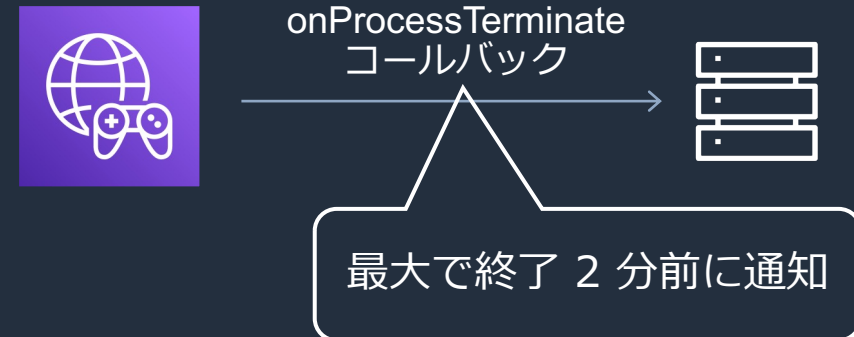 onProcessTerminate
コールバック
最大で終了 2 分前に通知